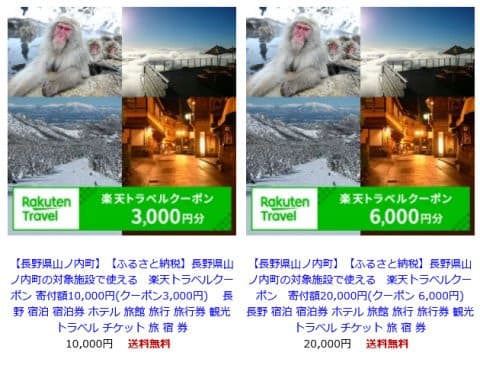 Rakuten
Travel
楽天トラベルクーポン
3,000円分
【長野県山ノ内町】【ふるさと納税】長野県山
ノ内町の対象施設で使える 楽天トラベルクー
ポン 寄付額10,000円(クーポン3,000円) 長
野 宿泊 宿泊券 ホテル 旅館 旅行 旅行券 観光
トラベル チケット 旅 宿 券
10,000円 送料無料
Rakuten
Travel
楽天トラベルクーポン
6,000円分
【長野県山ノ内町】【ふるさと納税】長野県山
ノ内町の対象施設で使える 楽天トラベルクー
ポン 寄付額20,000円(クーポン 6,000円)
長野 宿泊 宿泊券 ホテル 旅館 旅行 旅行券 観光
トラベル チケット 旅 宿 券
20,000円 送料無料